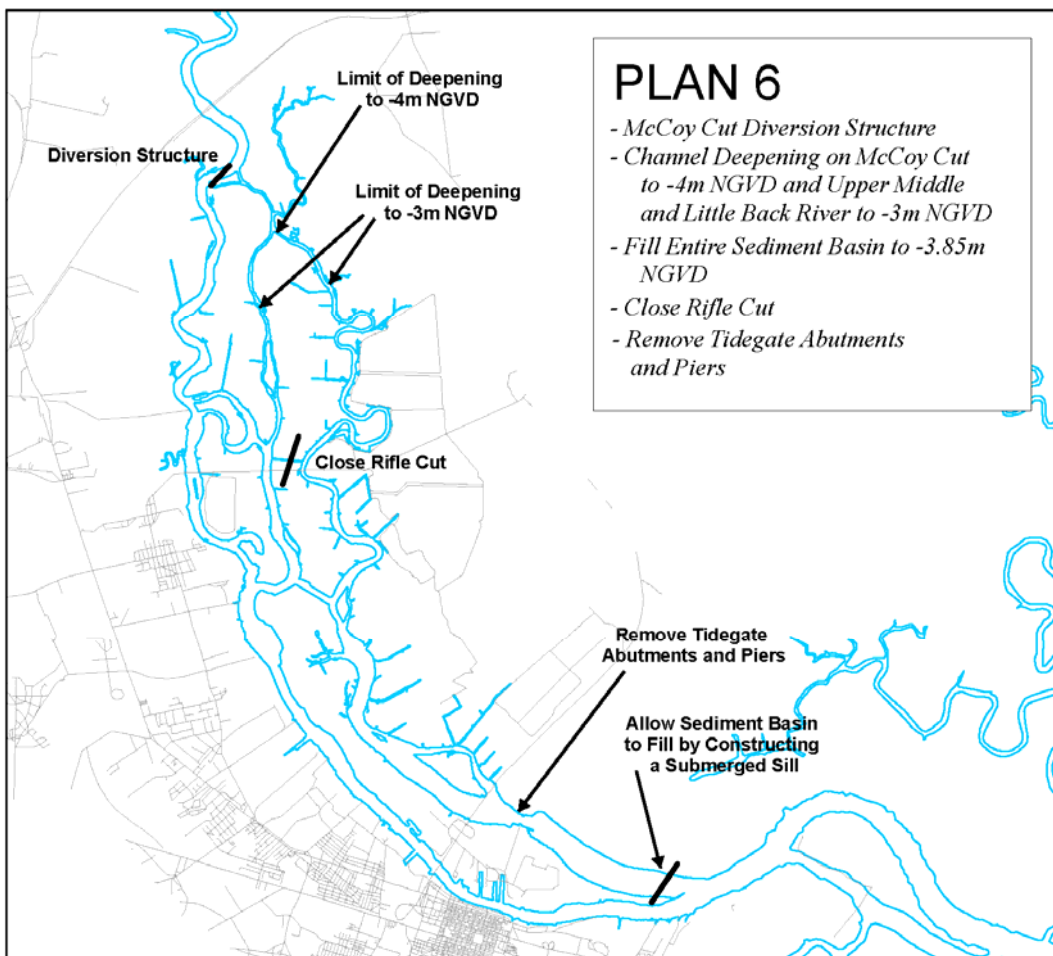 PLAN 6
- McCoy Cut Diversion Structure
- Channel Deepening on McCoy Cut
to -4m NGVD and Upper Middle
and Little Back River to -3m NGVD
- Fill Entire Sediment Basin to -3.85m
NGVD
- Close Rifle Cut
- Remove Tidegate Abutments
and Piers
Limit of Deepening
to -4m NGVD
Diversion Structure
Limit of Deepening
to -3m NGVD
Close Rifle Cut
Remove Tidegate
Abutments and Piers
Allow Sediment Basin
to Fill by Constructing
a Submerged Sill